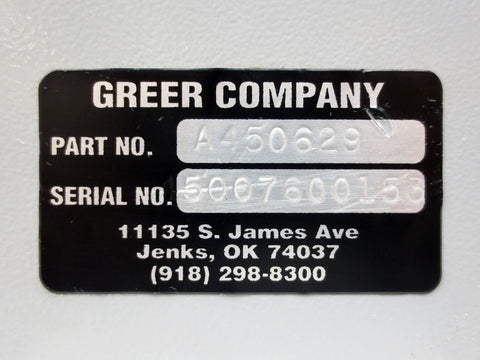 GREER COMPANY
PART NO. A450629
SERIAL NO. 5007600153
11135 S. James Ave
Jenks, OK 74037
(918) 298-8300